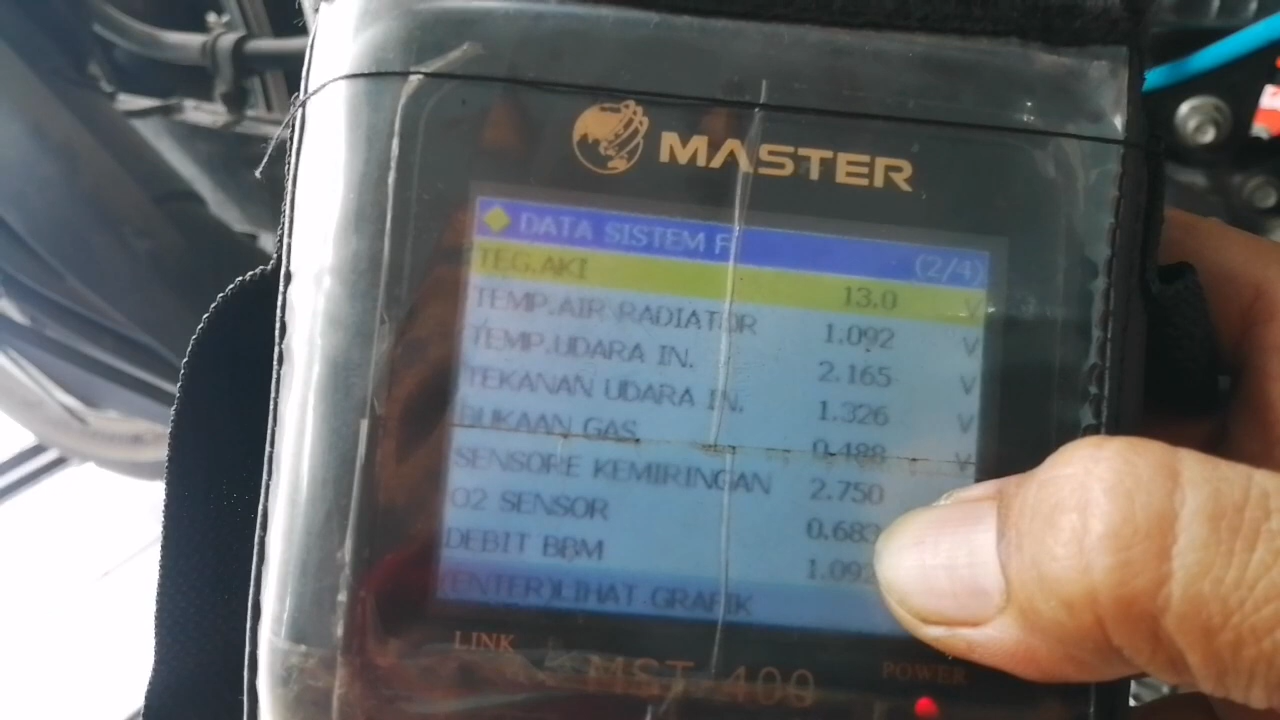 MASTER
DATA SISTEM FI (2/4)
TEG.AKI 13.0 V
TEMP.AIR RADIATOR 1.092 V
TEMP.UDARA IN. 2.165 V
TEKANAN UDARA IN. 1.326 V
BUKAAN GAS 0.488 V
SENSORE KEMIRINGAN 2.750
O2 SENSOR 0.683
DEBIT BBM 1.092
(ENTER)LIHAT GRAFIK
LINK
MST-400
POWER